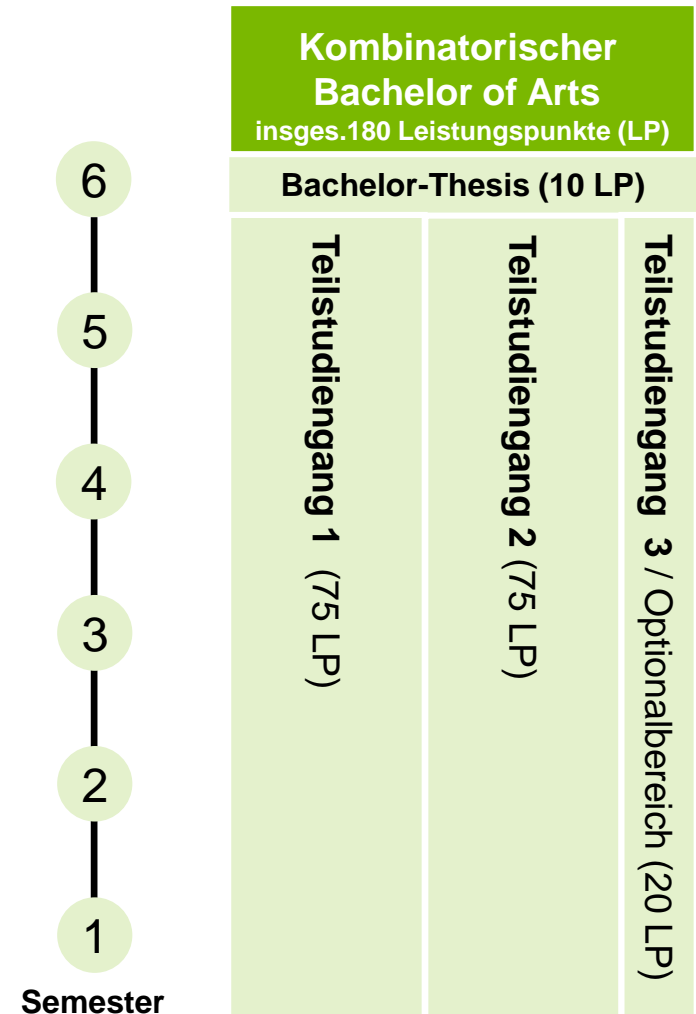 Kombinatorischer
Bachelor of Arts
insges.180 Leistungspunkte (LP)
6
Bachelor-Thesis (10 LP)
5
4
3
2
1
Semester
Teilstudiengang 1 (75 LP)
Teilstudiengang 2 (75 LP)
Teilstudiengang 3 / Optionalbereich (20 LP)